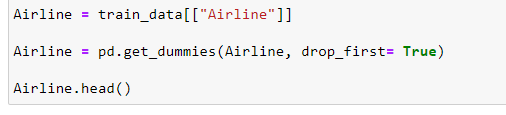 Airline = train_data[["Airline"]]
Airline = pd.get_dummies(Airline, drop_first= True)
Airline.head()